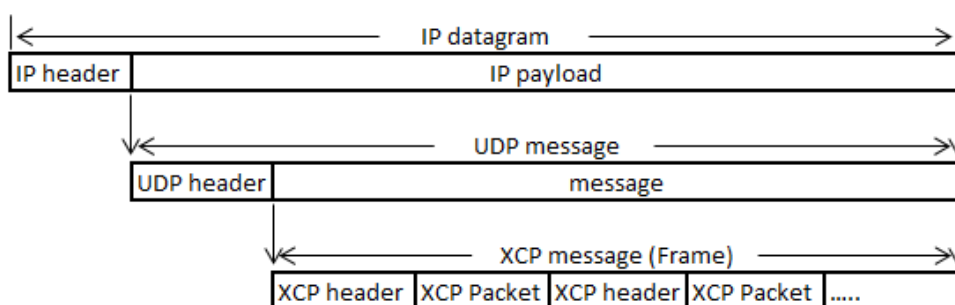 IP datagram
IP header IP payload
UDP message
UDP header message
XCP message (Frame)
XCP header XCP Packet XCP header XCP Packet .....